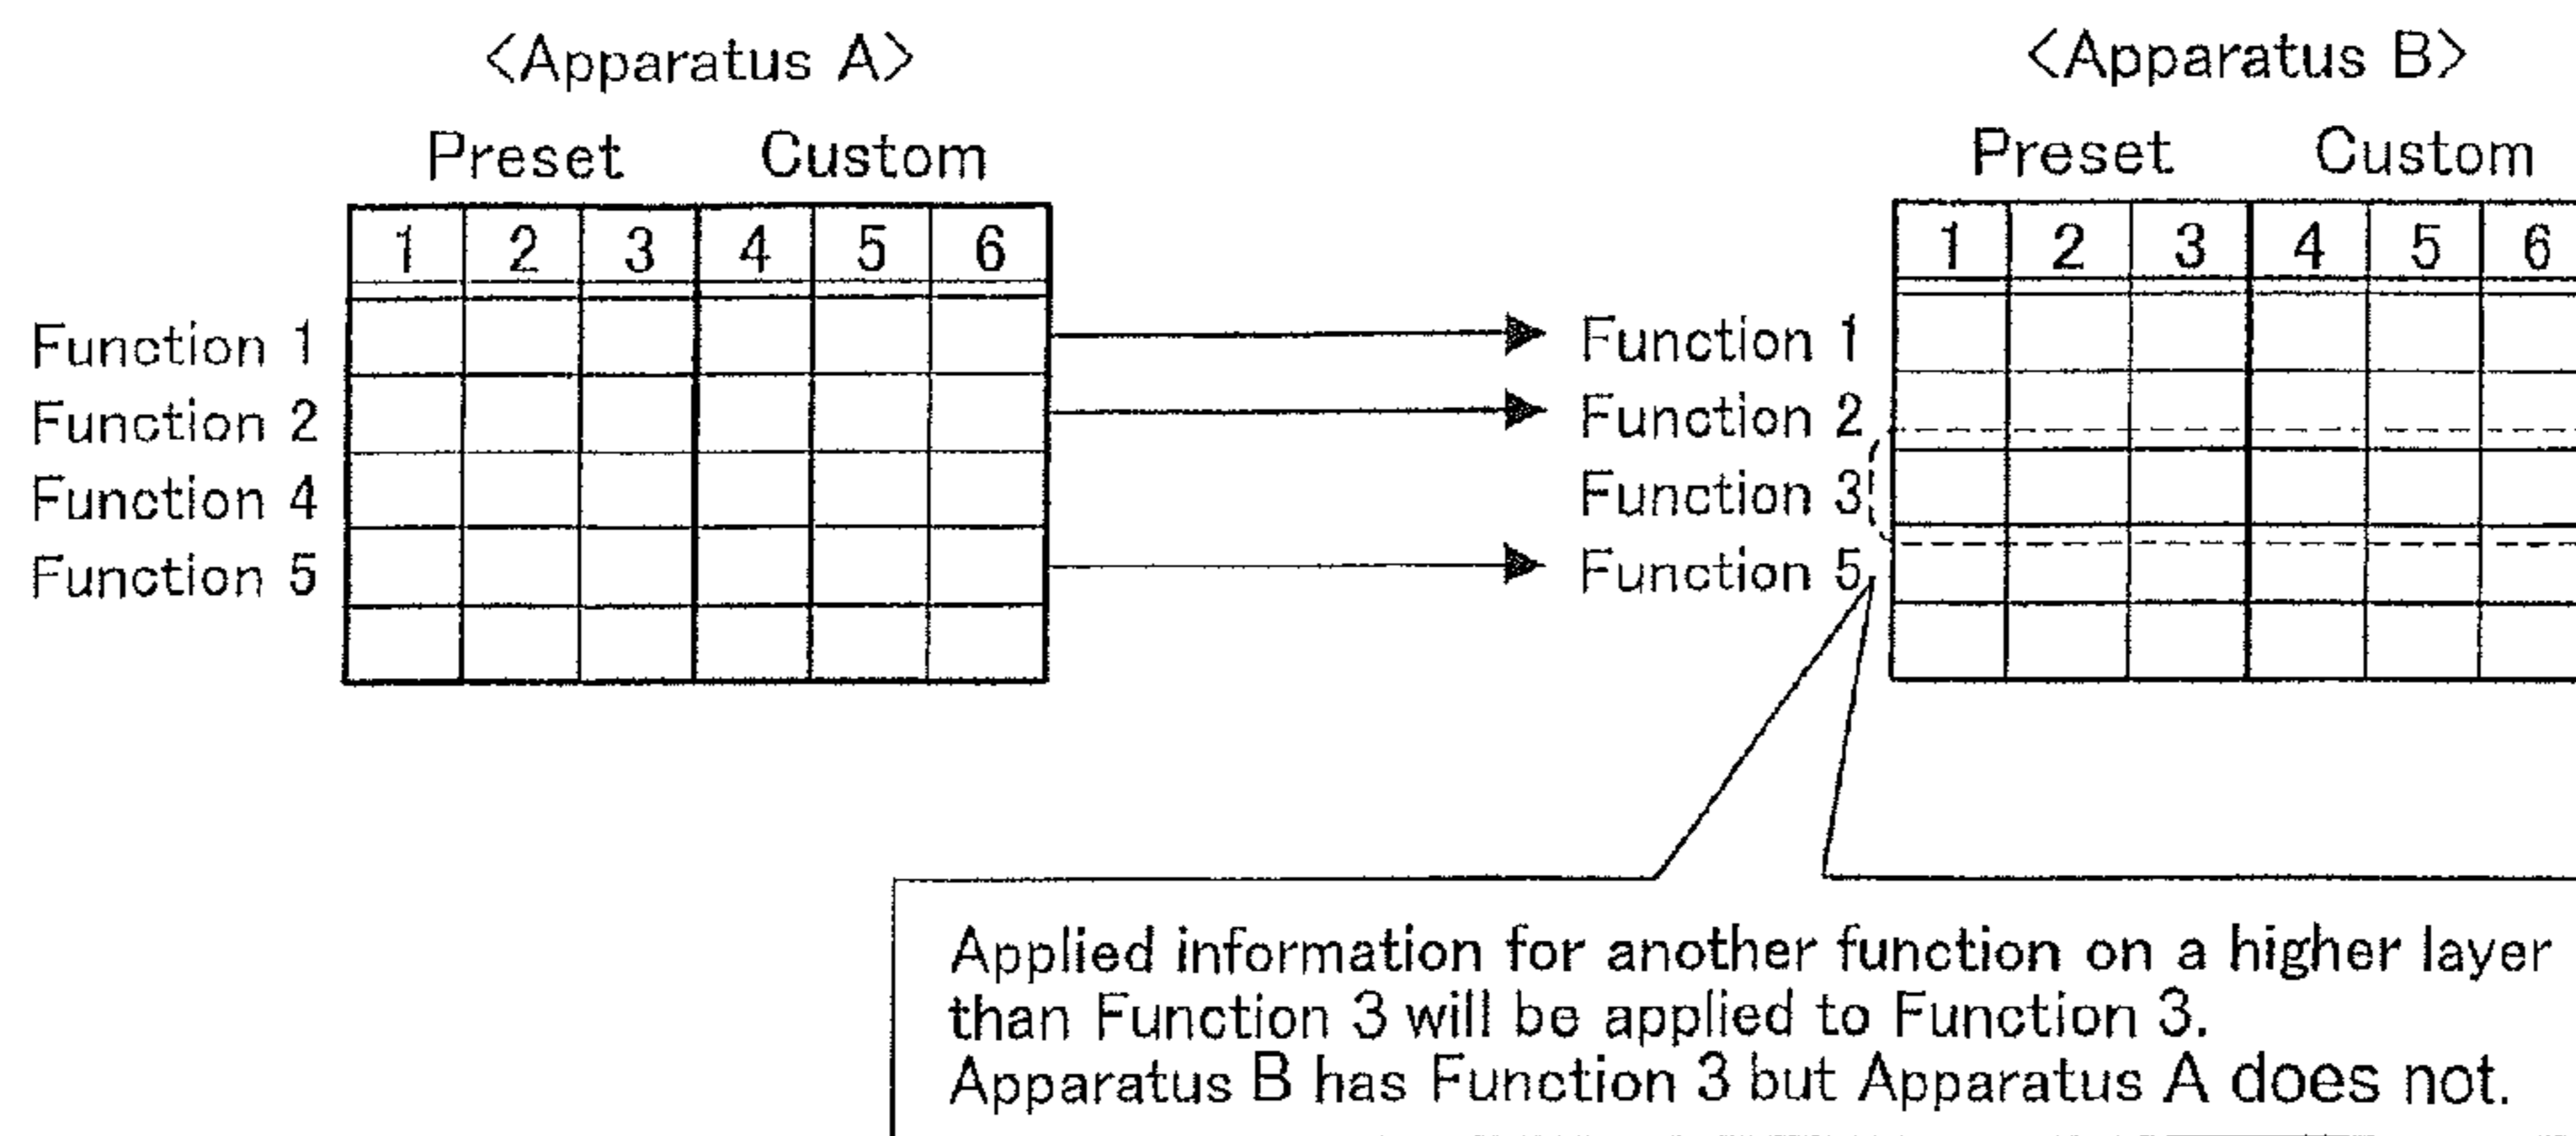 <Apparatus A>
Preset Custom
1 2 3 4 5 6
Function 1
Function 2
Function 4
Function 5
<Apparatus B>
Preset Custom
1 2 3 4 5 6
Function 1
Function 2
Function 3
Function 5
Applied information for another function on a higher layer
than Function 3 will be applied to Function 3.
Apparatus B has Function 3 but Apparatus A does not.